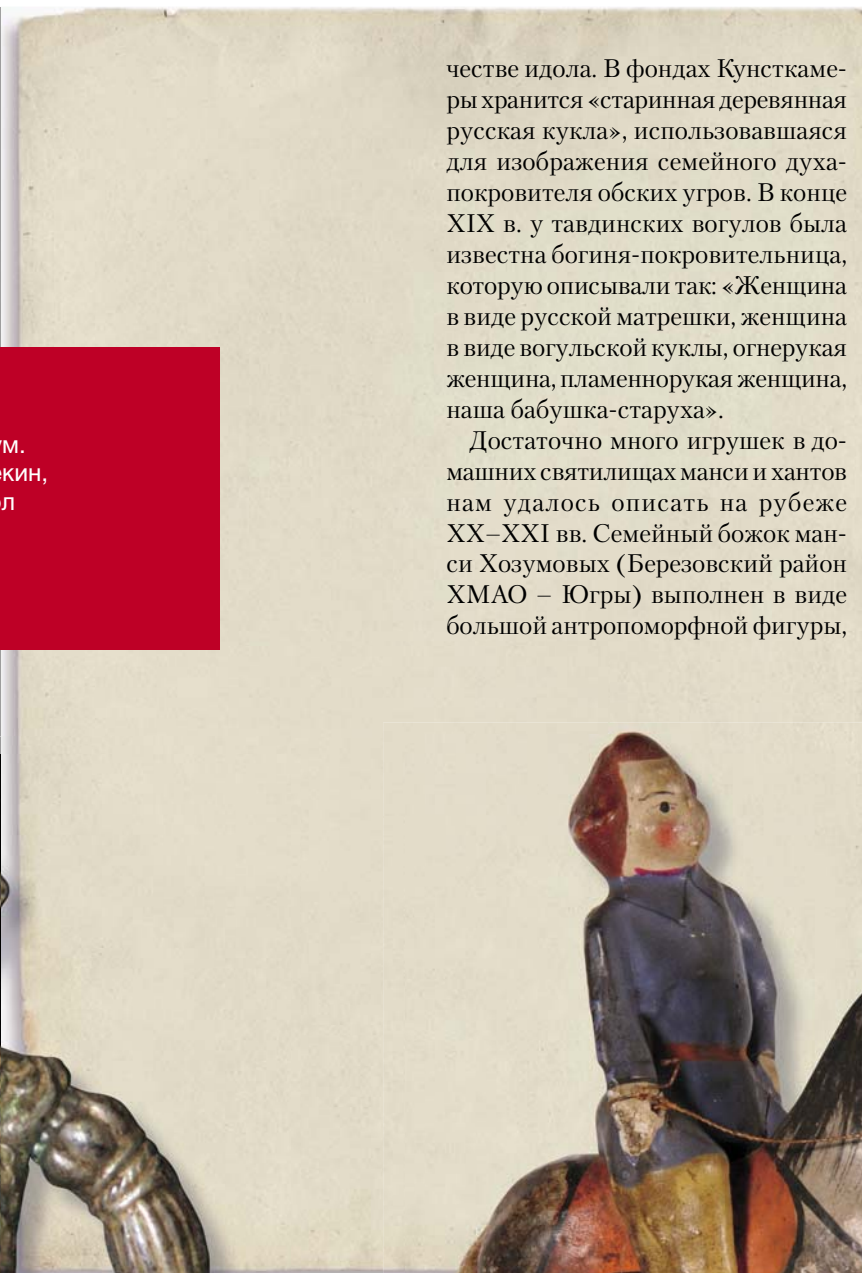 ум.
екин,
ол
честве идола. В фондах Кунсткаме-
ры хранится «старинная деревянная
русская кукла», использовавшаяся
для изображения семейного духа-
покровителя обских угров. В конце
XIX в. у тавдинских вогулов была
известна богиня-покровительница,
которую описывали так: «Женщина
в виде русской матрешки, женщина
в виде вогульской куклы, огнерукая
женщина, пламеннорукая женщина,
наша бабушка-старуха».
Достаточно много игрушек в до-
машних святилищах манси и хантов
нам удалось описать на рубеже
XX–XXI вв. Семейный божок ман-
си Хозумовых (Березовский район
ХМАО – Югры) выполнен в виде
большой антропоморфной фигуры,